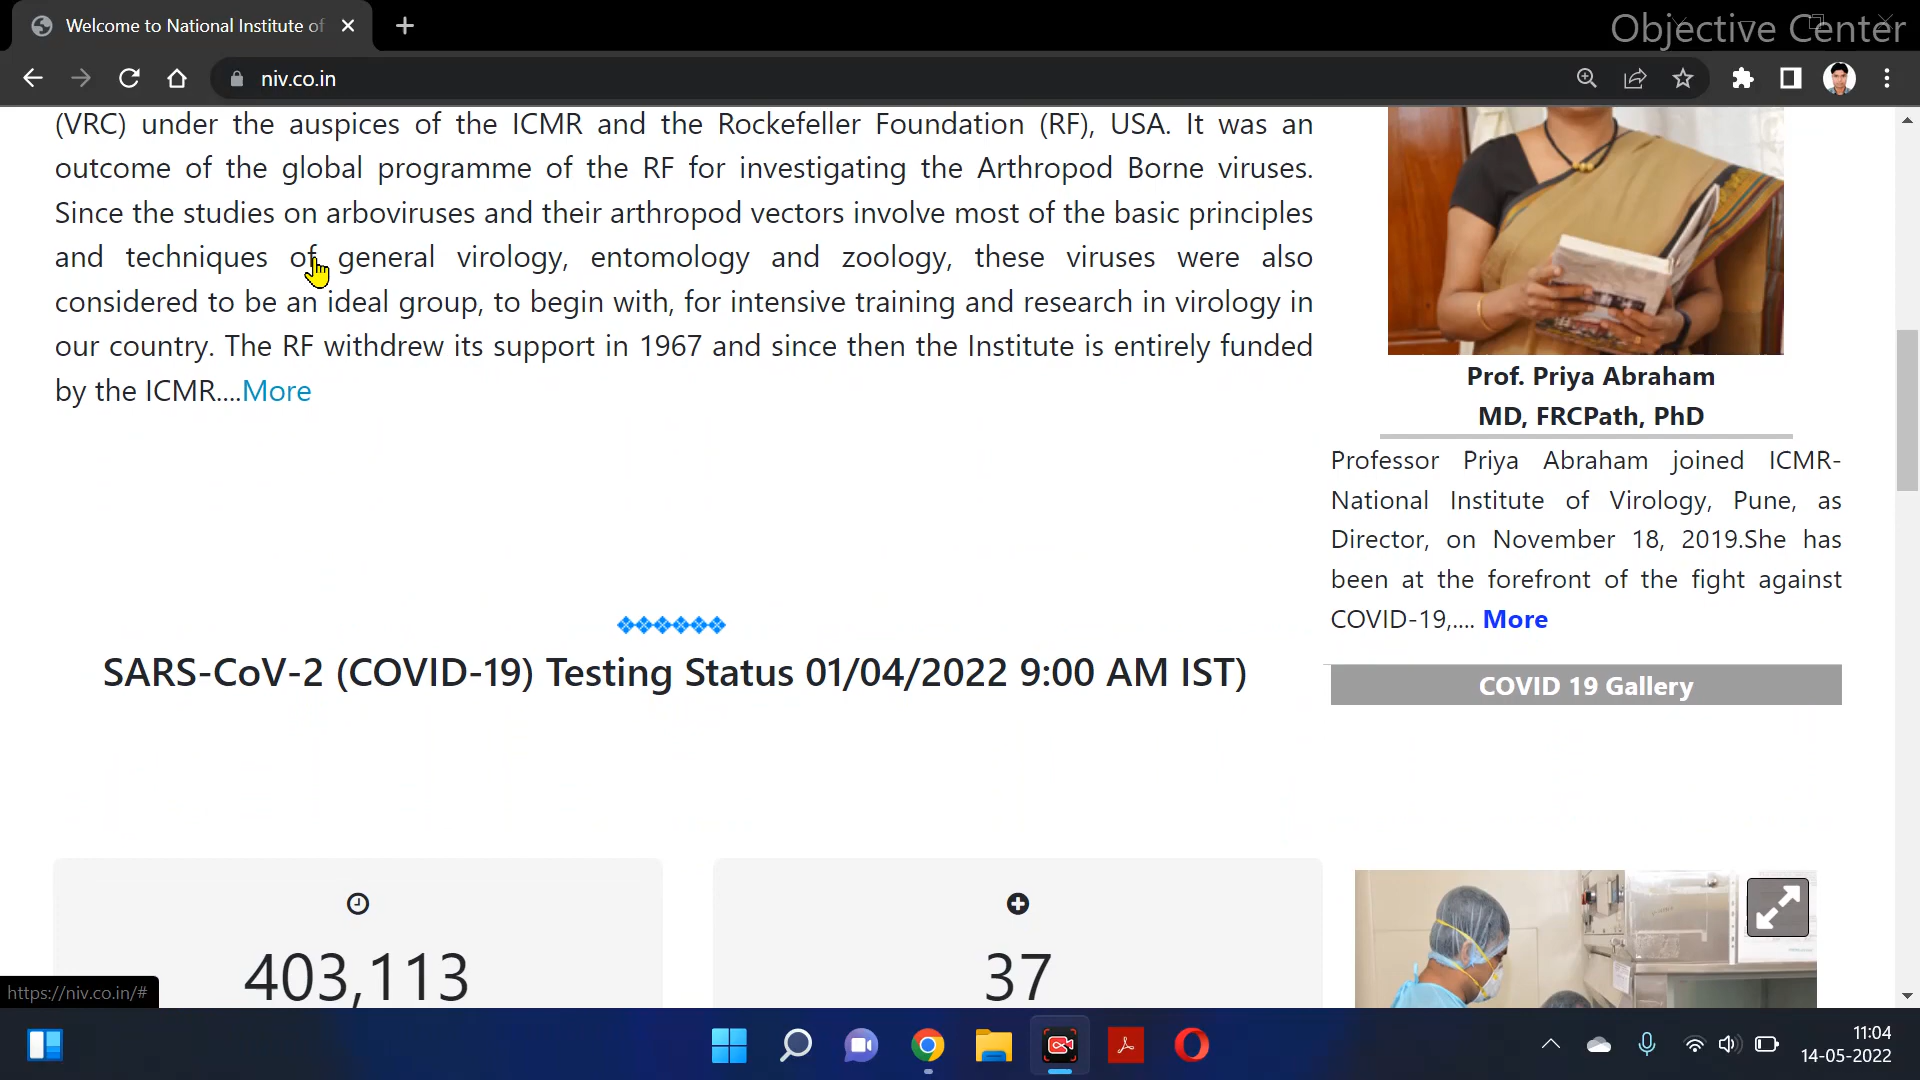 Welcome to National Institute of
Objective Center
niv.co.in
(VRC) under the auspices of the ICMR and the Rockefeller Foundation (RF), USA. It was an
outcome of the global programme of the RF for investigating the Arthropod Borne viruses.
Since the studies on arboviruses and their arthropod vectors involve most of the basic principles
and techniques of general virology, entomology and zoology, these viruses were also
considered to be an ideal group, to begin with, for intensive training and research in virology in
our country. The RF withdrew its support in 1967 and since then the Institute is entirely funded
by the ICMR....More
Prof. Priya Abraham
MD, FRCPath, PhD
Professor Priya Abraham joined ICMR-
National Institute of Virology, Pune, as
Director, on November 18, 2019.She has
been at the forefront of the fight against
COVID-19,.... More
SARS-CoV-2 (COVID-19) Testing Status 01/04/2022 9:00 AM IST)
COVID 19 Gallery
403,113
37
https://niv.co.in/#
11:04
14-05-2022